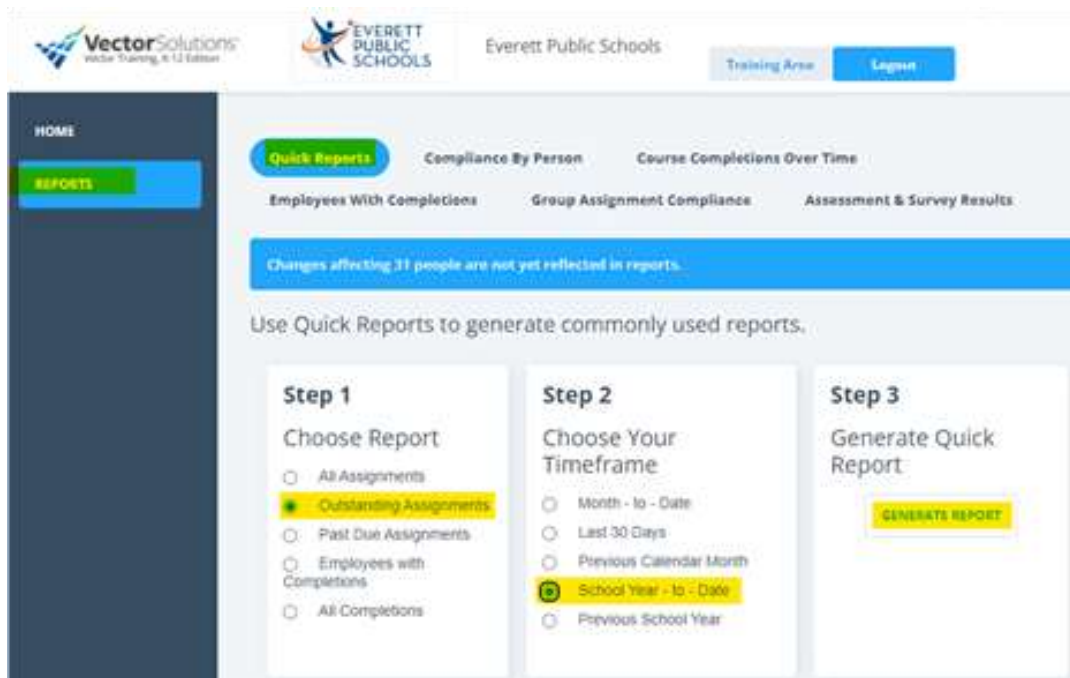 VectorSolutions™
Vector Training, K-12 Edition
EVERETT
PUBLIC
SCHOOLS
Everett Public Schools
Training Area
Logout
HOME
REPORTS
Quick Reports
Compliance By Person
Course Completions Over Time
Employees With Completions
Group Assignment Compliance
Assessment & Survey Results
Changes affecting 31 people are not yet reflected in reports.
Use Quick Reports to generate commonly used reports.
Step 1
Choose Report
All Assignments
Outstanding Assignments
Past Due Assignments
Employees with
Completions
All Completions
Step 2
Choose Your
Timeframe
Month - to - Date
Last 30 Days
Previous Calendar Month
School Year - to - Date
Previous School Year
Step 3
Generate Quick
Report
GENERATE REPORT